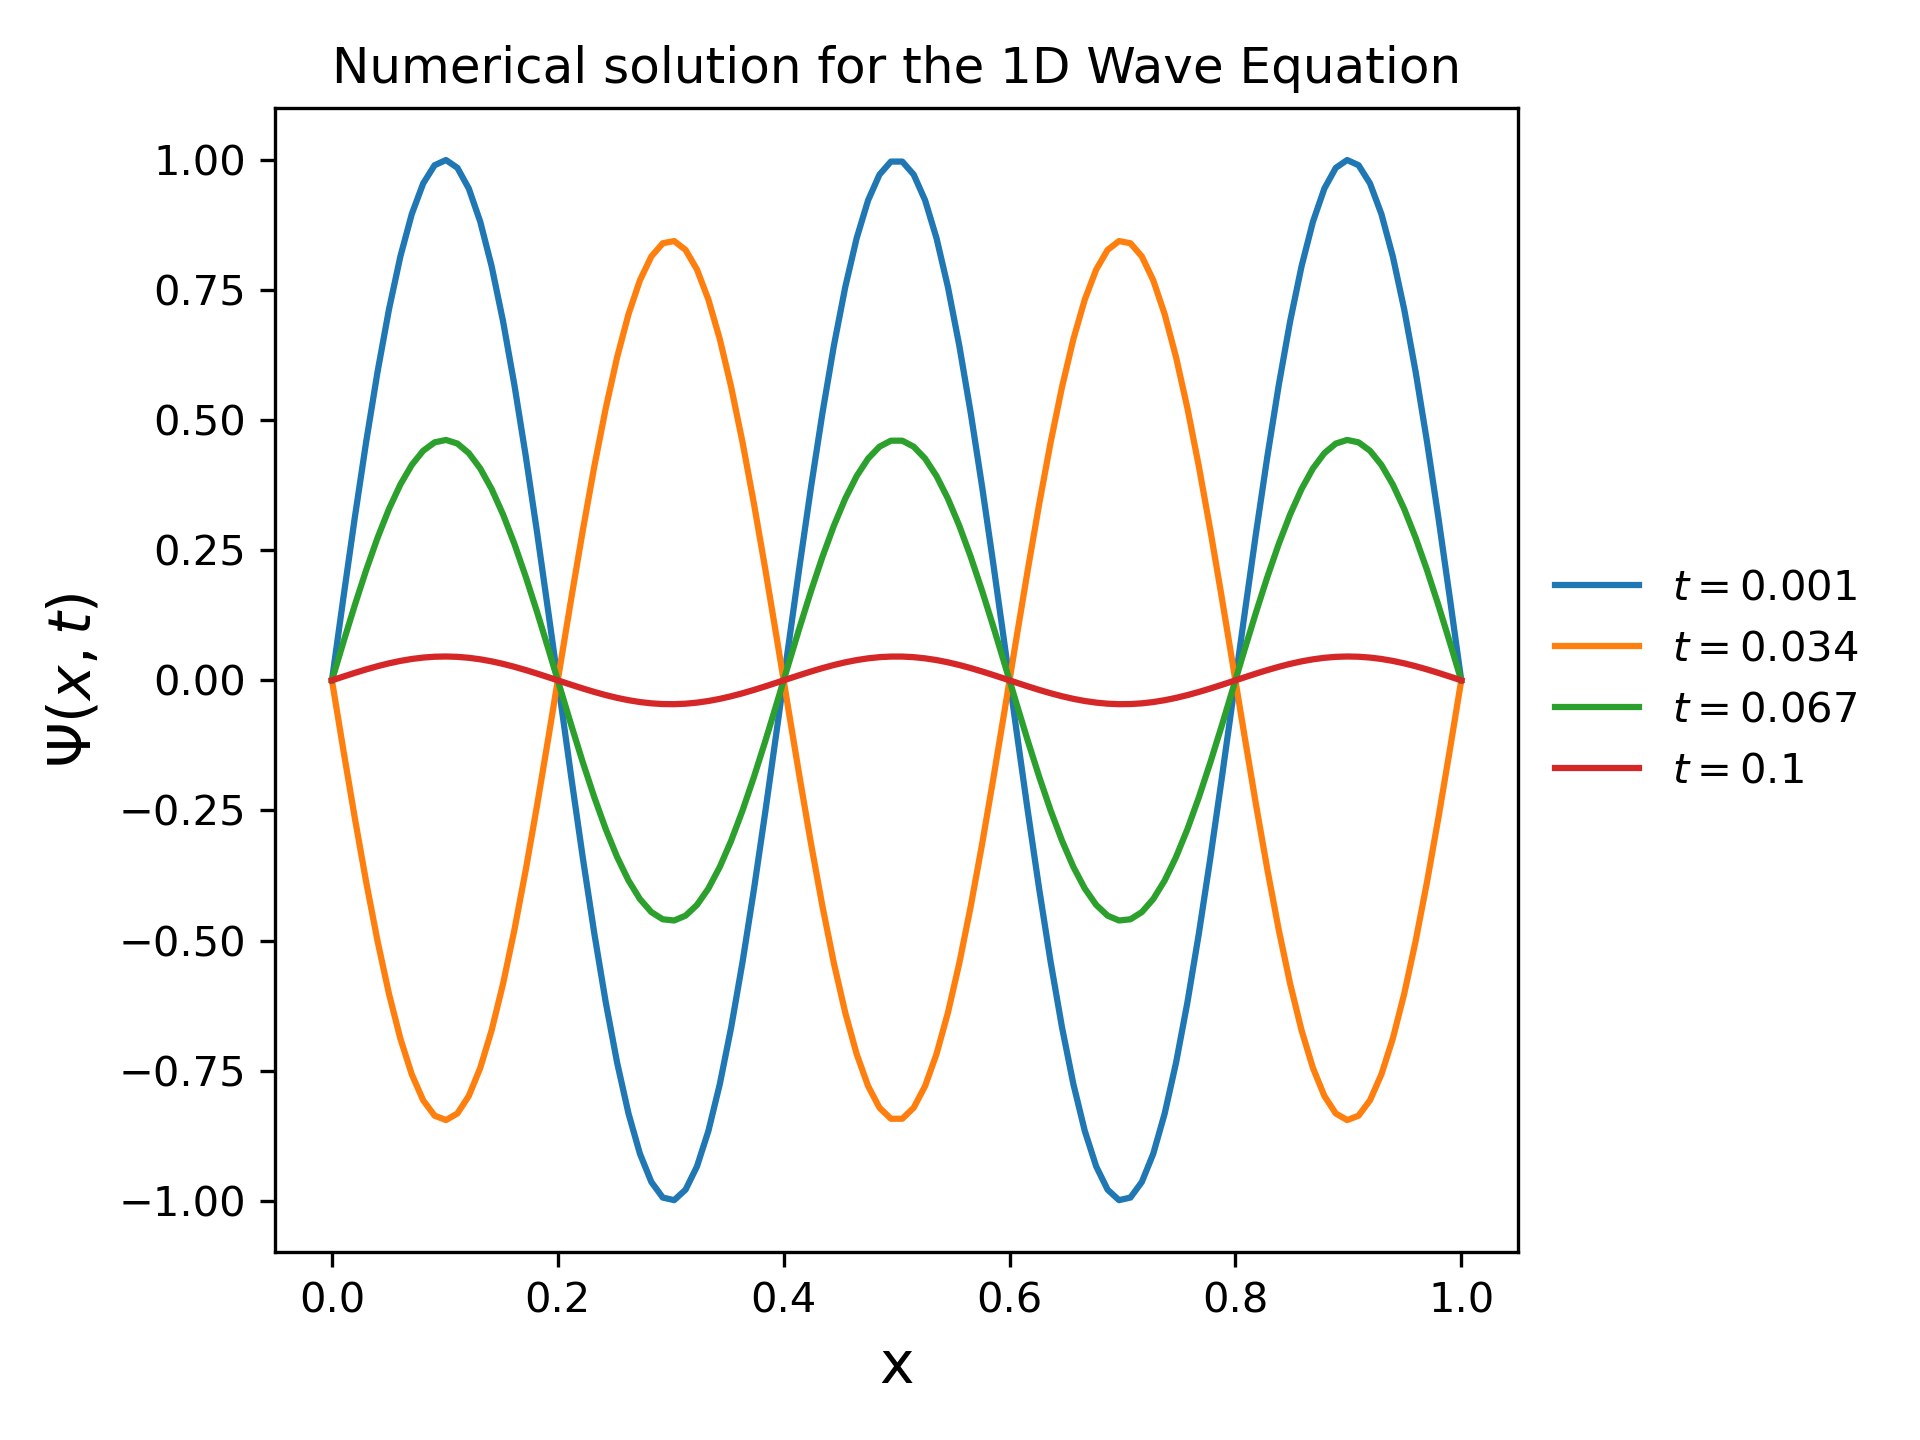 Numerical solution for the 1D Wave Equation
1.00
0.75
0.50
0.25
0.00
−0.25
−0.50
−0.75
−1.00
Ψ(x, t)
0.0 0.2 0.4 0.6 0.8 1.0
x
t = 0.001
t = 0.034
t = 0.067
t = 0.1